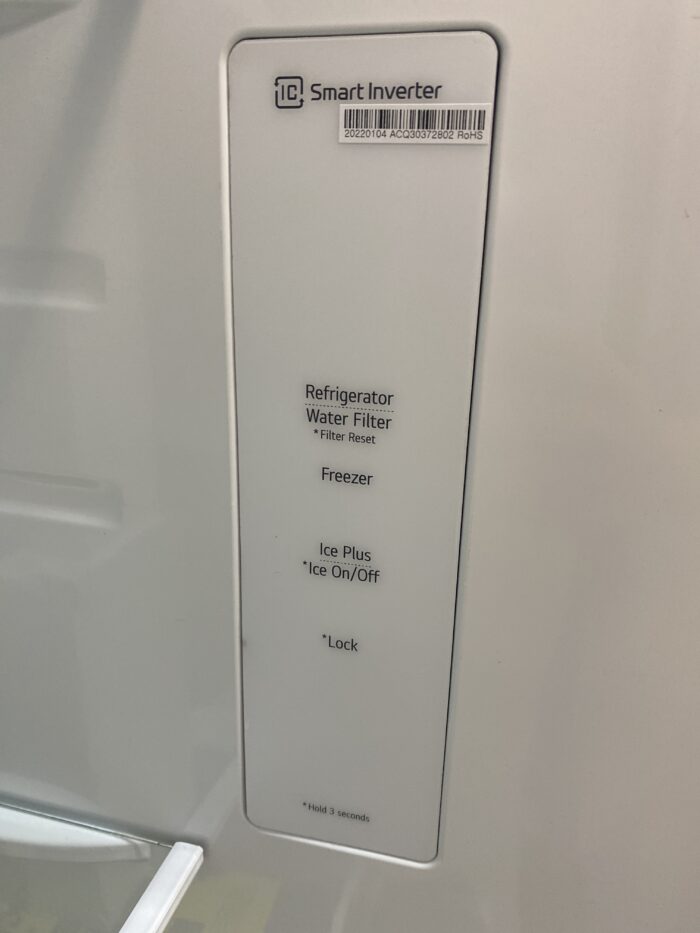 IC Smart Inverter
20220104 ACQ30372802 RoHS
Refrigerator
Water Filter
*Filter Reset
Freezer
Ice Plus
*Ice On/Off
*Lock
*Hold 3 seconds